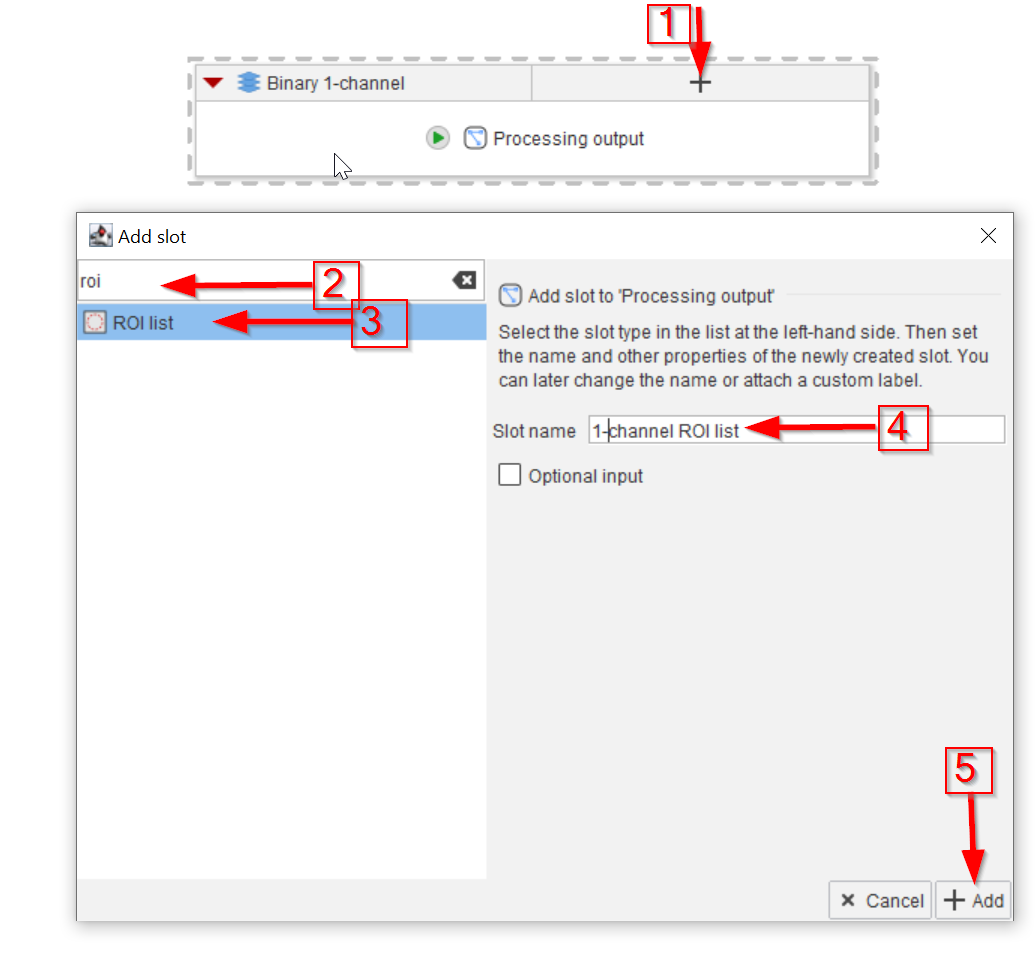 1
Binary 1-channel
Processing output
Add slot
roi
2
ROI list
3
Add slot to 'Processing output'
Select the slot type in the list at the left-hand side. Then set
the name and other properties of the newly created slot. You
can later change the name or attach a custom label.
Slot name 1-channel ROI list
4
Optional input
5
Cancel
Add